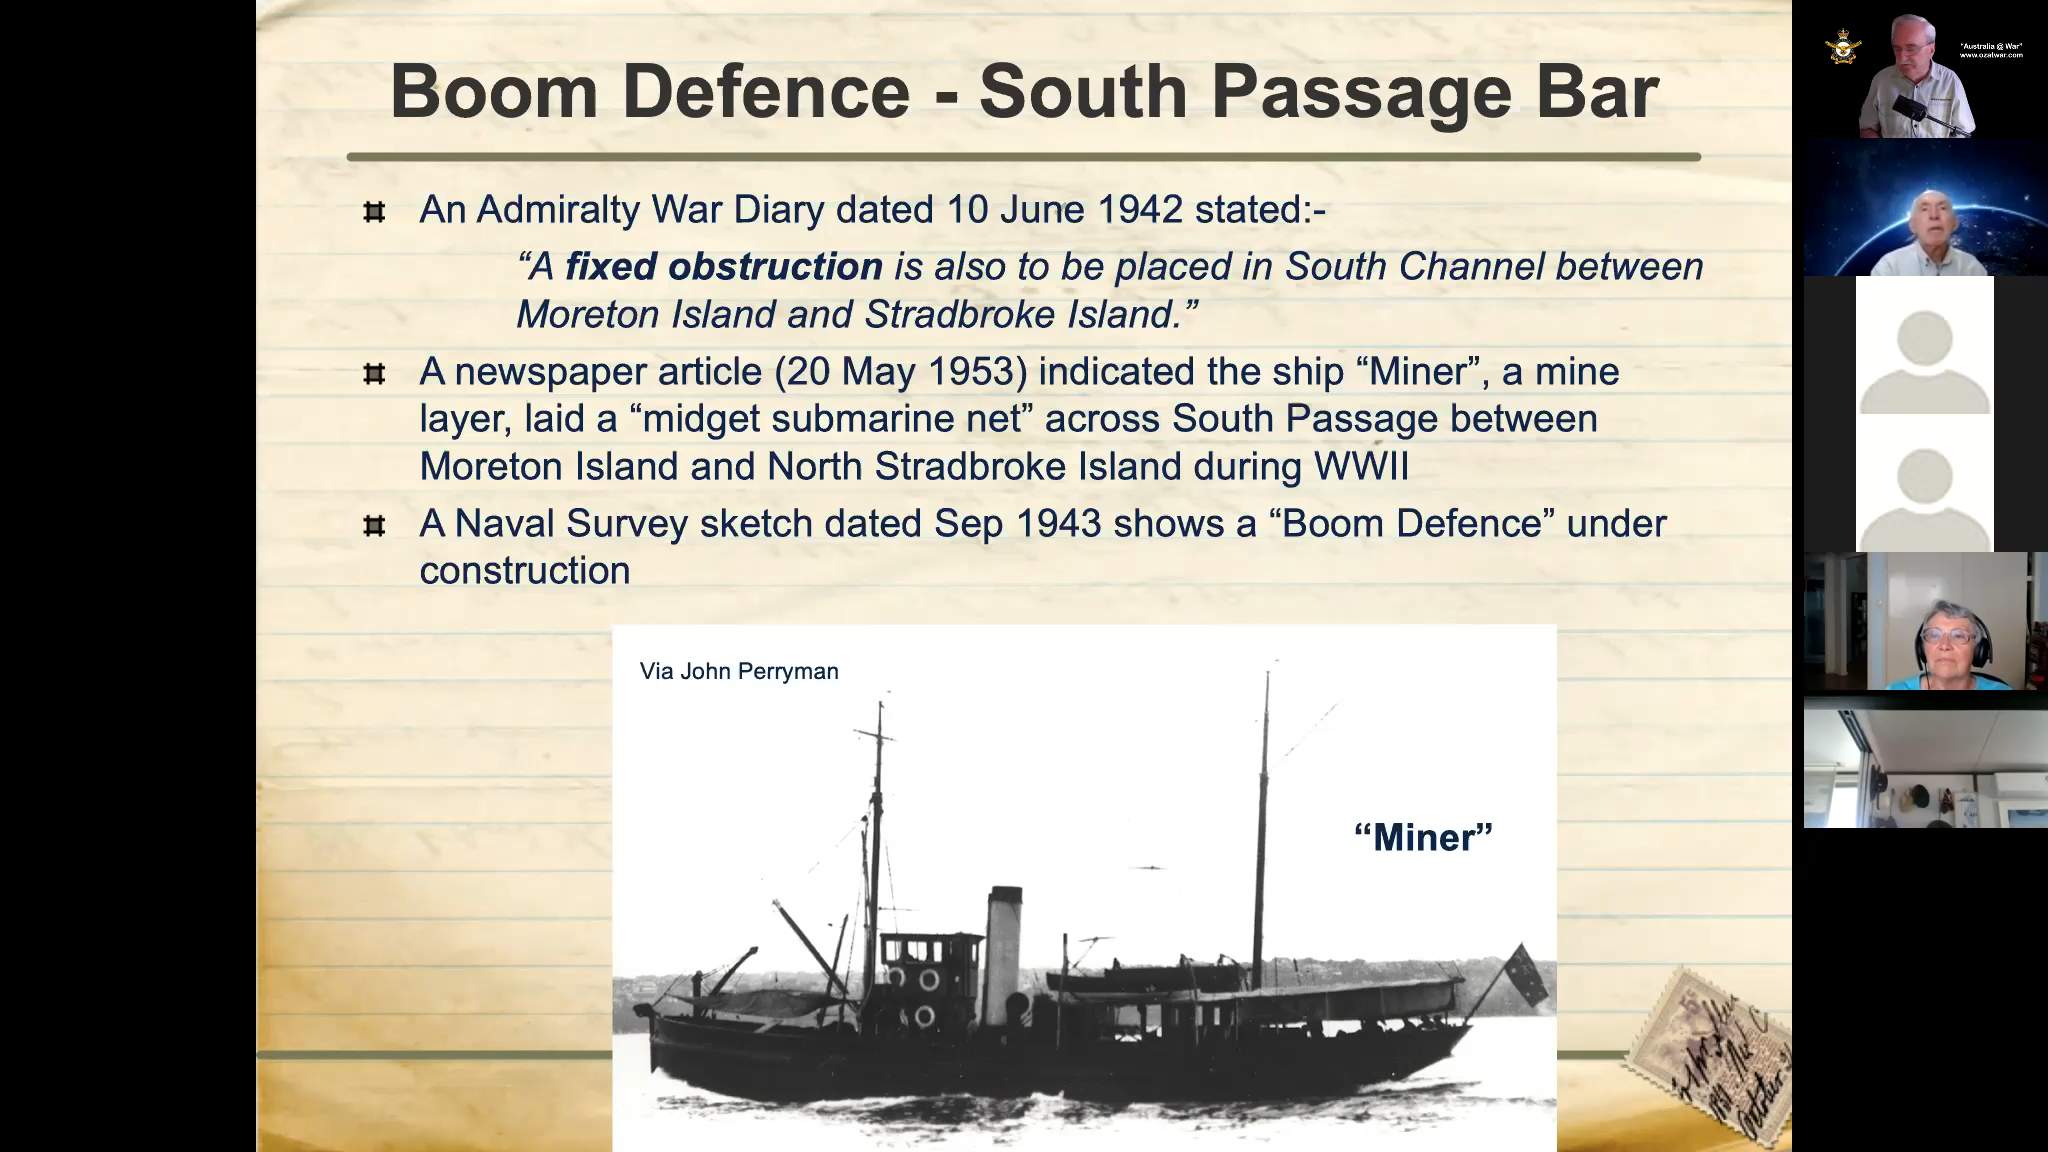 Boom Defence - South Passage Bar
An Admiralty War Diary dated 10 June 1942 stated:-
“A fixed obstruction is also to be placed in South Channel between
Moreton Island and Stradbroke Island.”
A newspaper article (20 May 1953) indicated the ship “Miner”, a mine
layer, laid a “midget submarine net” across South Passage between
Moreton Island and North Stradbroke Island during WWII
A Naval Survey sketch dated Sep 1943 shows a “Boom Defence” under
construction
Via John Perryman
“Miner”
"Australia @ War"
www.ozatwar.com